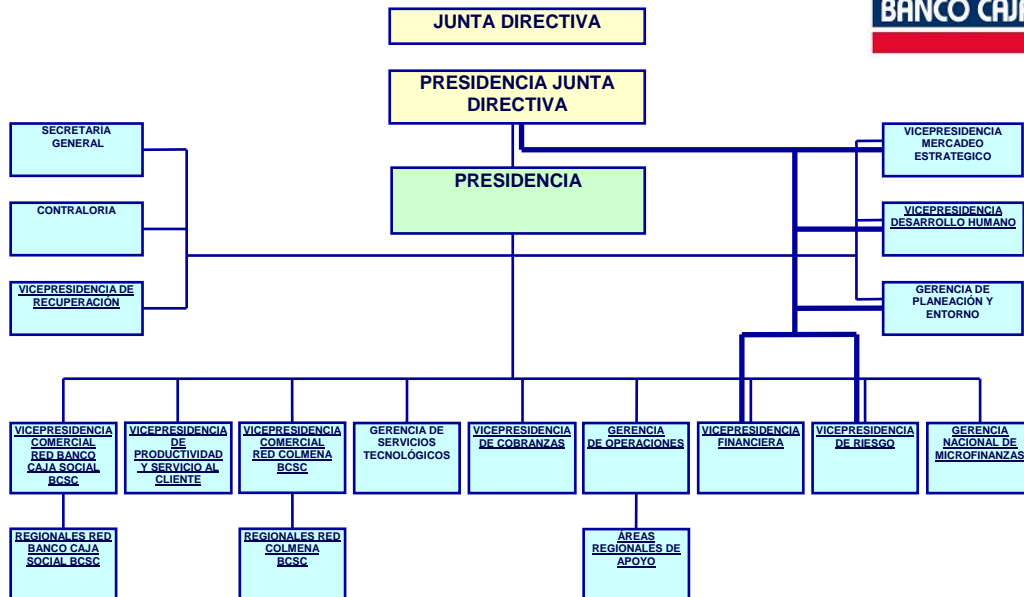 JUNTA DIRECTIVA
BANCO CAJA
PRESIDENCIA JUNTA
DIRECTIVA
SECRETARÍA
GENERAL
VICEPRESIDENCIA
MERCADEO
ESTRATEGICO
PRESIDENCIA
CONTRALORIA
VICEPRESIDENCIA
DESARROLLO HUMANO
VICEPRESIDENCIA DE
RECUPERACIÓN
GERENCIA DE
PLANEACIÓN Y
ENTORNO
VICEPRESIDENCIA
COMERCIAL
RED BANCO
CAJA SOCIAL
BCSC
VICEPRESIDENCIA
DE
PRODUCTIVIDAD
Y SERVICIO AL
CLIENTE
VICEPRESIDENCIA
COMERCIAL
RED COLMENA
BCSC
GERENCIA DE
SERVICIOS
TECNOLÓGICOS
VICEPRESIDENCIA
DE COBRANZAS
GERENCIA
DE OPERACIONES
VICEPRESIDENCIA
FINANCIERA
VICEPRESIDENCIA
DE RIESGO
GERENCIA
NACIONAL DE
MICROFINANZAS
REGIONALES RED
BANCO CAJA
SOCIAL BCSC
REGIONALES RED
COLMENA
BCSC
ÁREAS
REGIONALES DE
APOYO